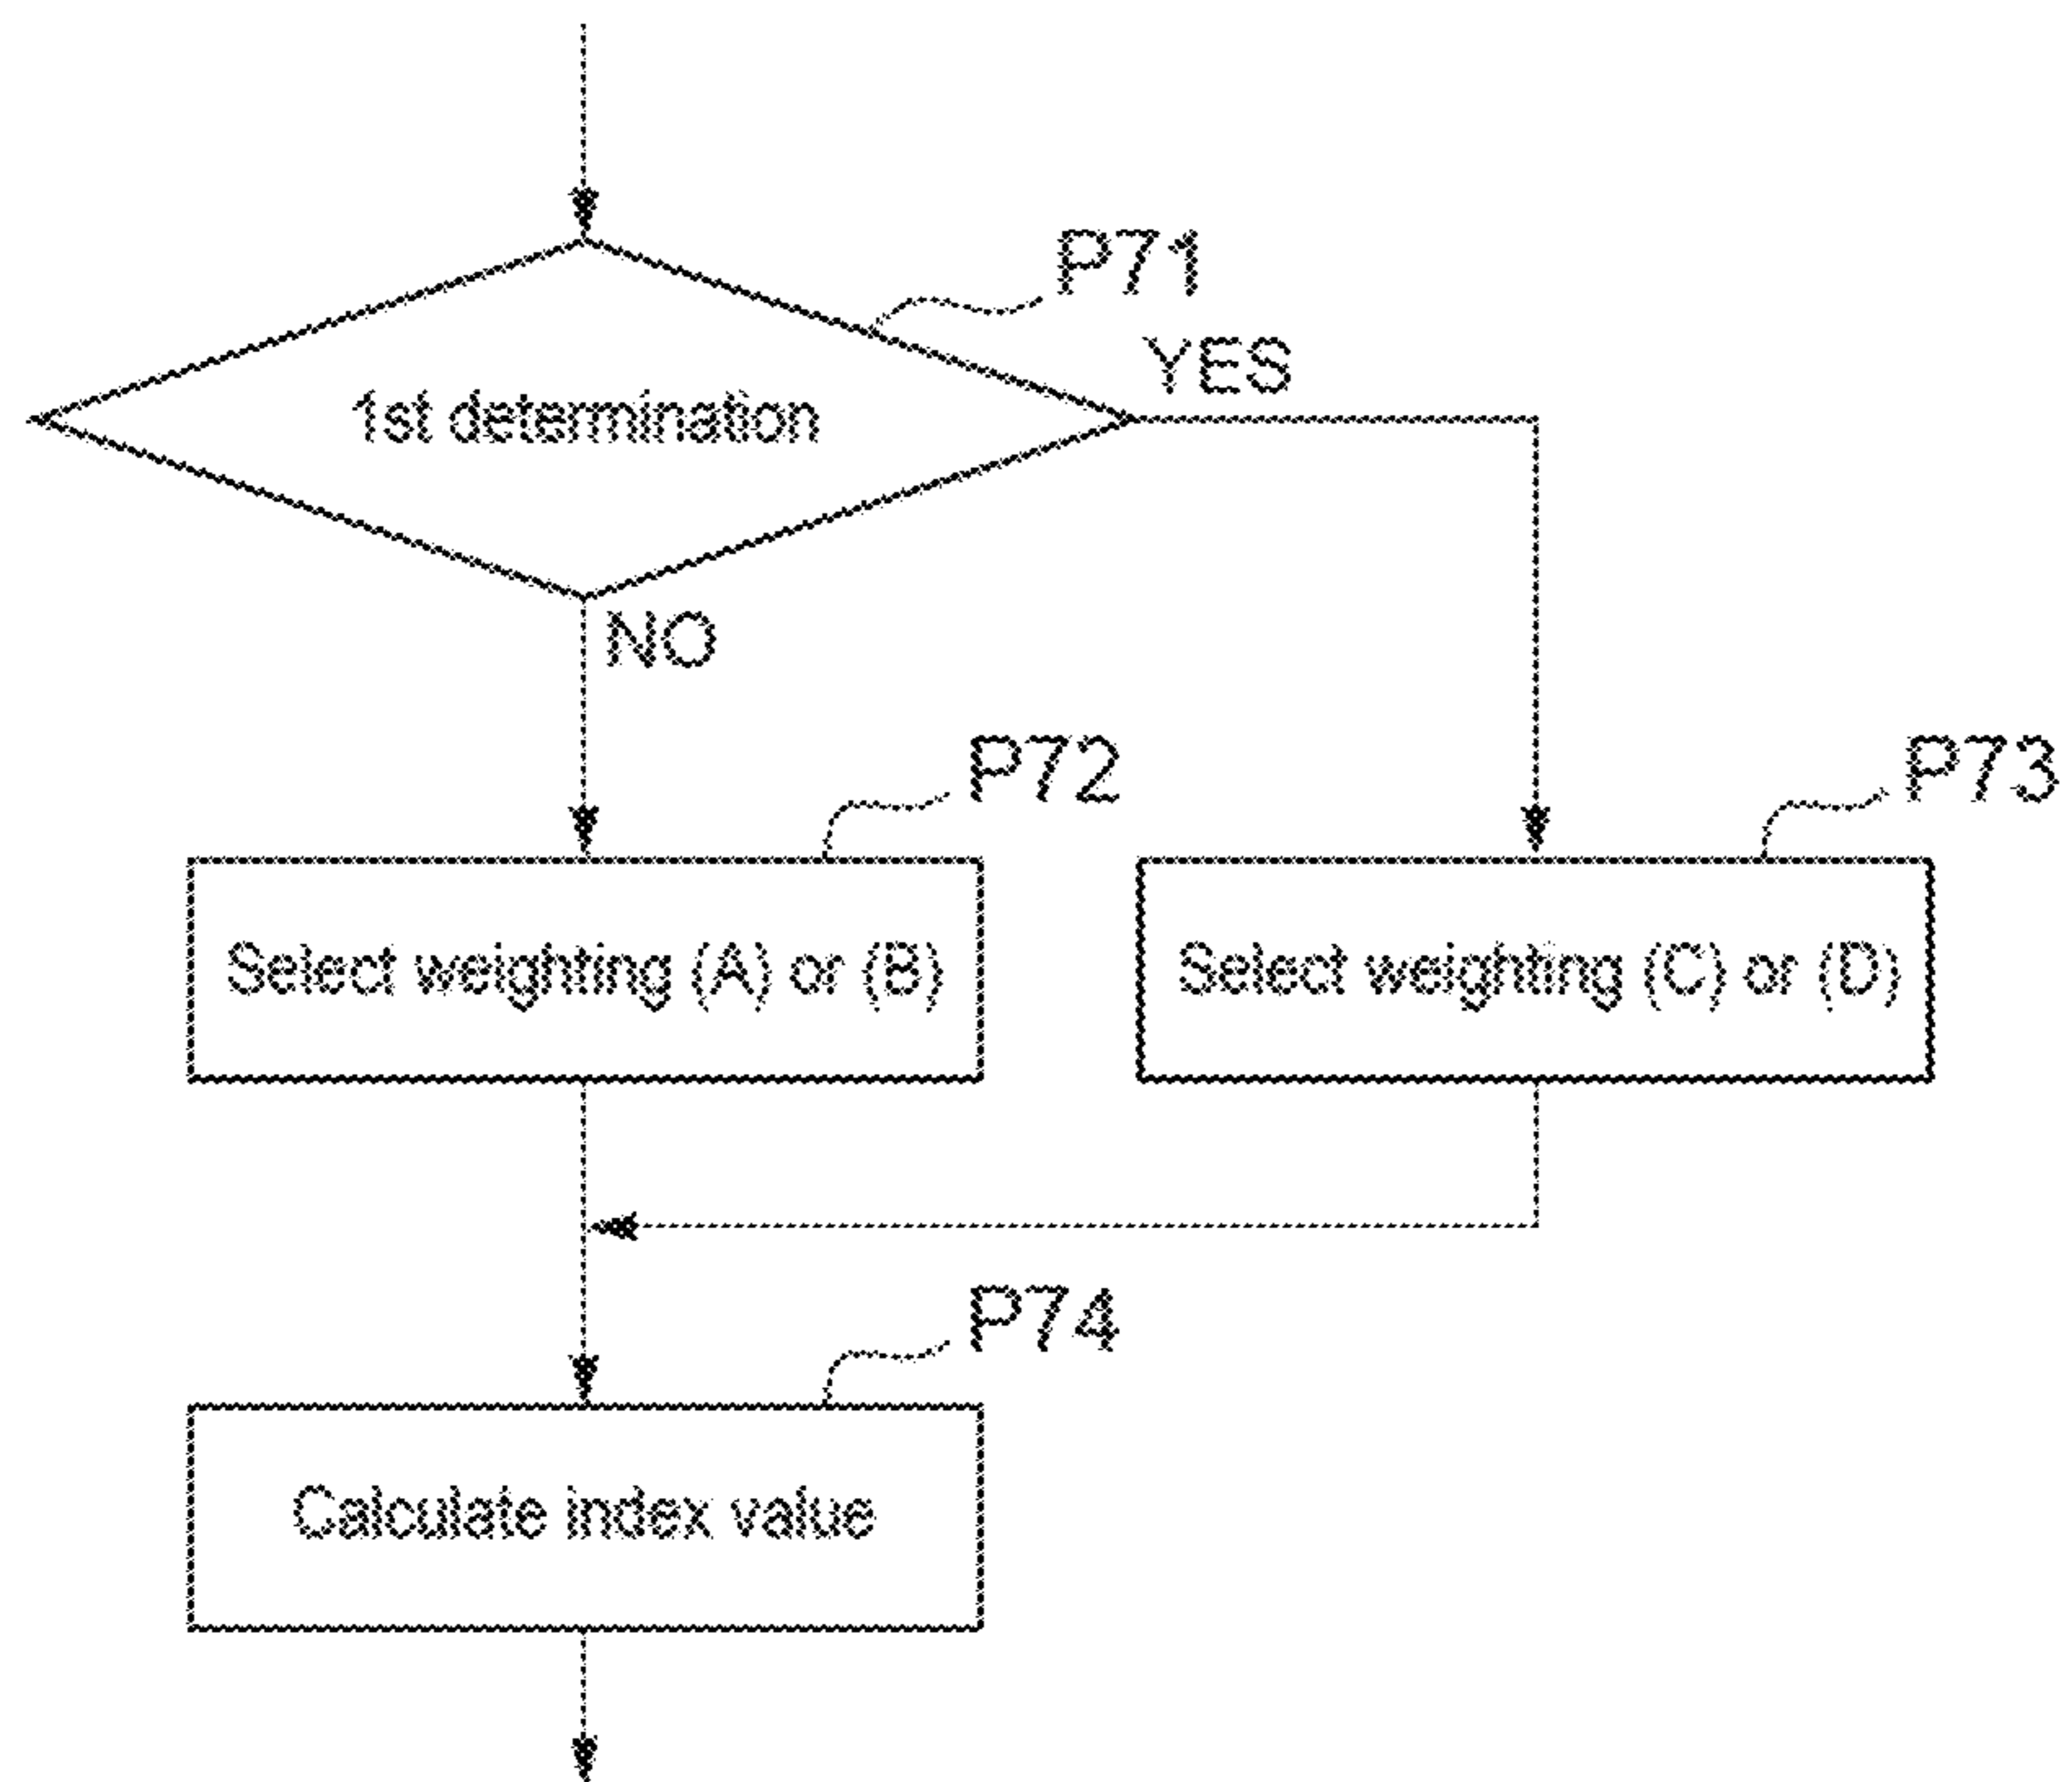 P71
YES
1st determination
NO
P72
P73
Select weighting (A) or (B)
Select weighting (C) or (D)
P74
Calculate index value